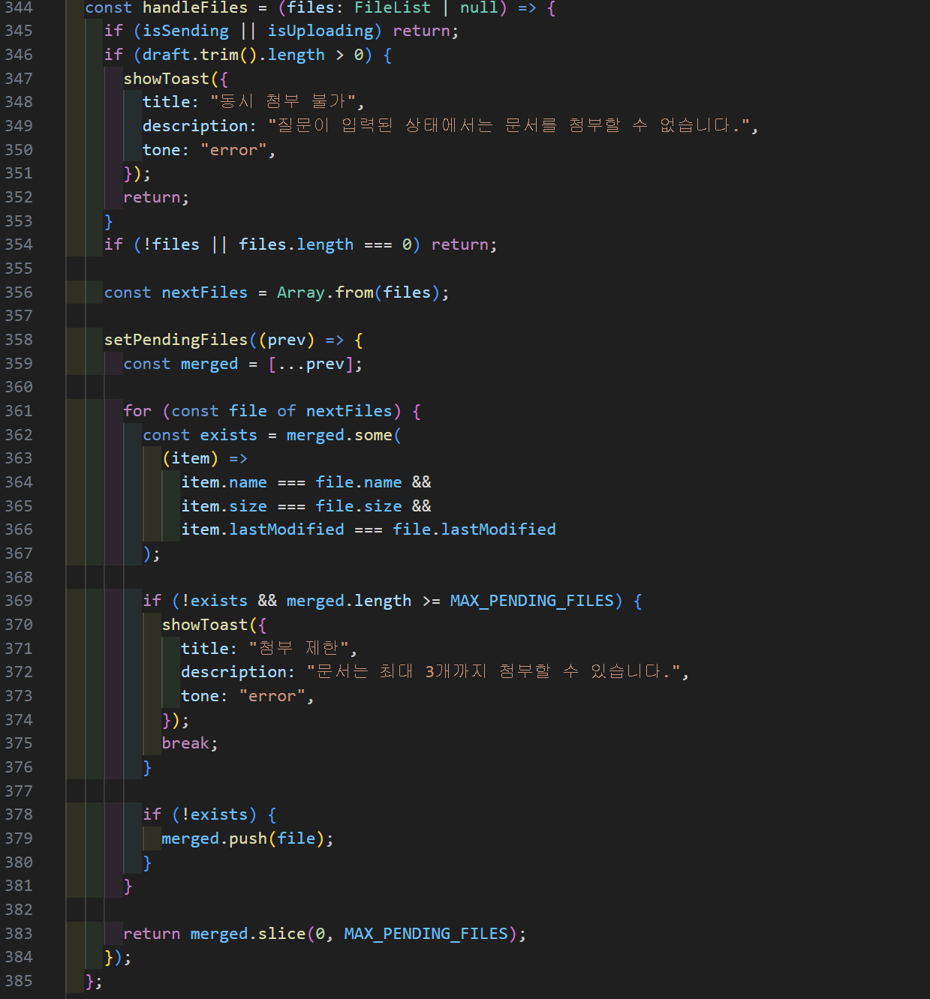 344 const handleFiles = (files: FileList | null) => {
345 if (isSending || isUploading) return;
346 if (draft.trim().length > 0) {
347 showToast({
348 title: "동시 첨부 불가",
349 description: "질문이 입력된 상태에서는 문서를 첨부할 수 없습니다.",
350 tone: "error",
351 });
352 return;
353 }
354 if (!files || files.length === 0) return;
355
356 const nextFiles = Array.from(files);
357
358 setPendingFiles((prev) => {
359 const merged = [...prev];
360
361 for (const file of nextFiles) {
362 const exists = merged.some(
363 (item) =>
364 item.name === file.name &&
365 item.size === file.size &&
366 item.lastModified === file.lastModified
367 );
368
369 if (!exists && merged.length >= MAX_PENDING_FILES) {
370 showToast({
371 title: "첨부 제한",
372 description: "문서는 최대 3개까지 첨부할 수 있습니다.",
373 tone: "error",
374 });
375 break;
376 }
377
378 if (!exists) {
379 merged.push(file);
380 }
381 }
382
383 return merged.slice(0, MAX_PENDING_FILES);
384 });
385 };